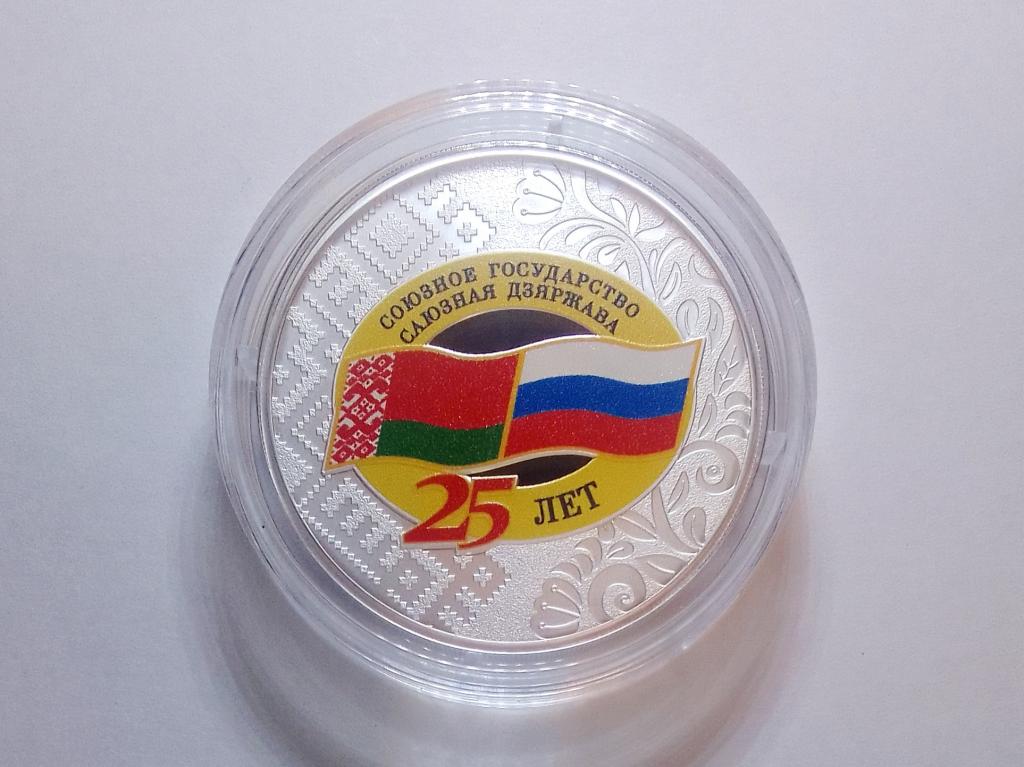 СОЮЗНОЕ ГОСУДАРСТВО
САЮЗНАЯ ДЗЯРЖАВА
25 ЛЕТ